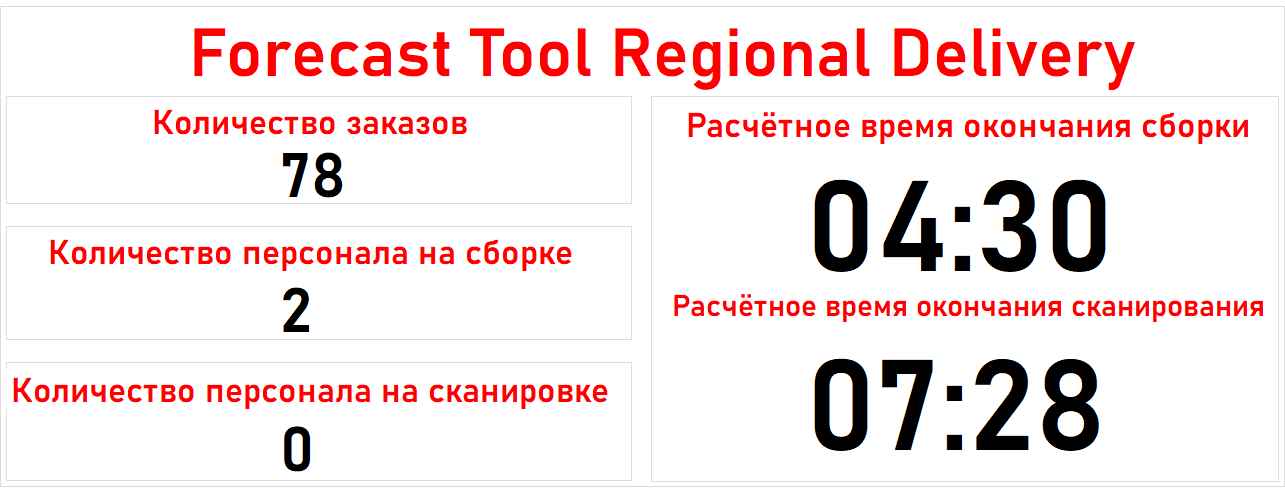 Forecast Tool Regional Delivery
Количество заказов
78
Количество персонала на сборке
2
Количество персонала на сканировке
0
Расчётное время окончания сборки
04:30
Расчётное время окончания сканирования
07:28